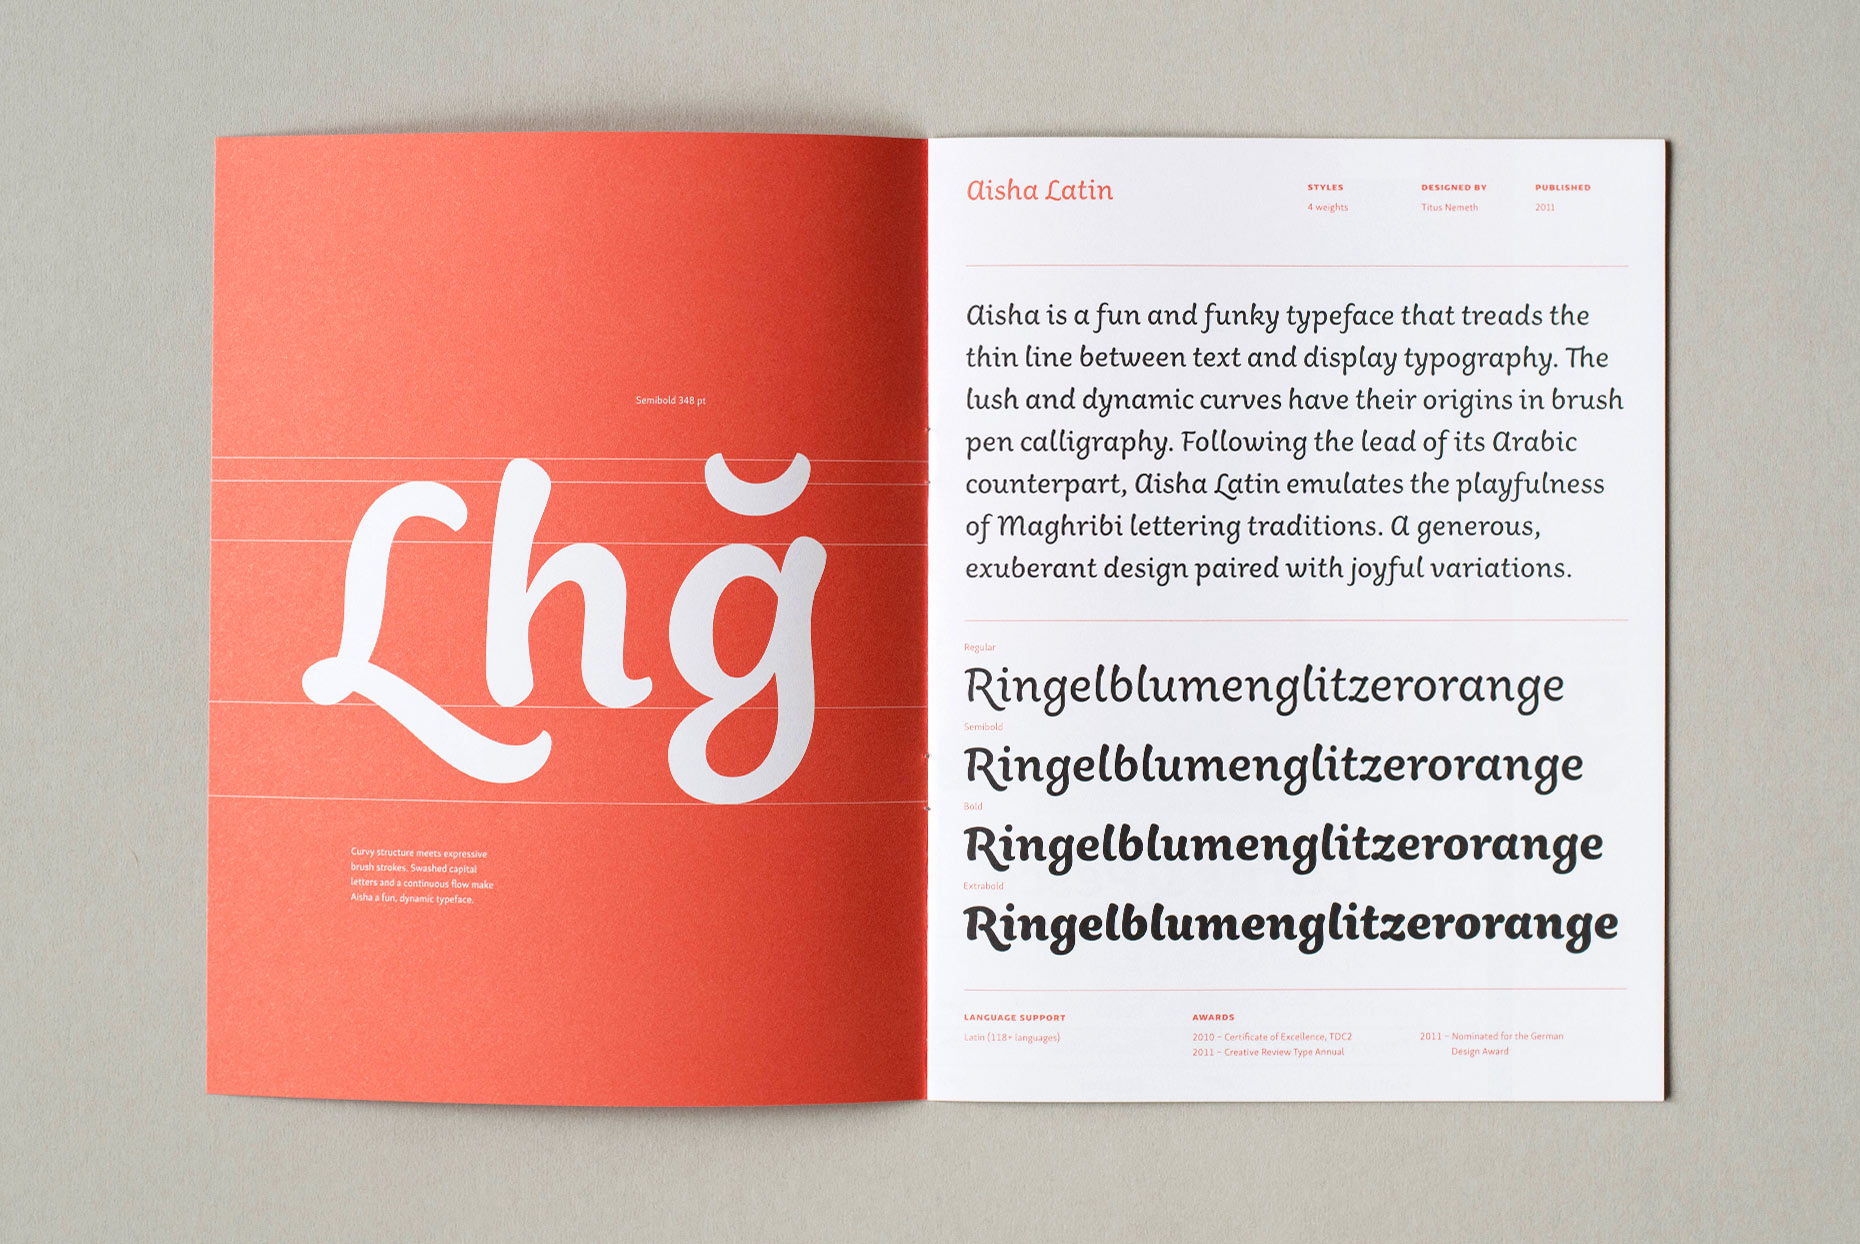 Semibold 348 pt
Lhğ
Curvy structure meets expressive
brush strokes. Swashed capital
letters and a continuous flow make
Aisha a fun, dynamic typeface.
Aisha Latin
STYLES
4 weights
DESIGNED BY
Titus Nemeth
PUBLISHED
2011
Aisha is a fun and funky typeface that treads the
thin line between text and display typography. The
lush and dynamic curves have their origins in brush
pen calligraphy. Following the lead of its Arabic
counterpart, Aisha Latin emulates the playfulness
of Maghribi lettering traditions. A generous,
exuberant design paired with joyful variations.
Regular
Ringelblumenglitzerorange
Semibold
Ringelblumenglitzerorange
Bold
Ringelblumenglitzerorange
Extrabold
Ringelblumenglitzerorange
LANGUAGE SUPPORT
Latin (118+ languages)
AWARDS
2010 – Certificate of Excellence, TDC2
2011 – Creative Review Type Annual
2011 – Nominated for the German
Design Award